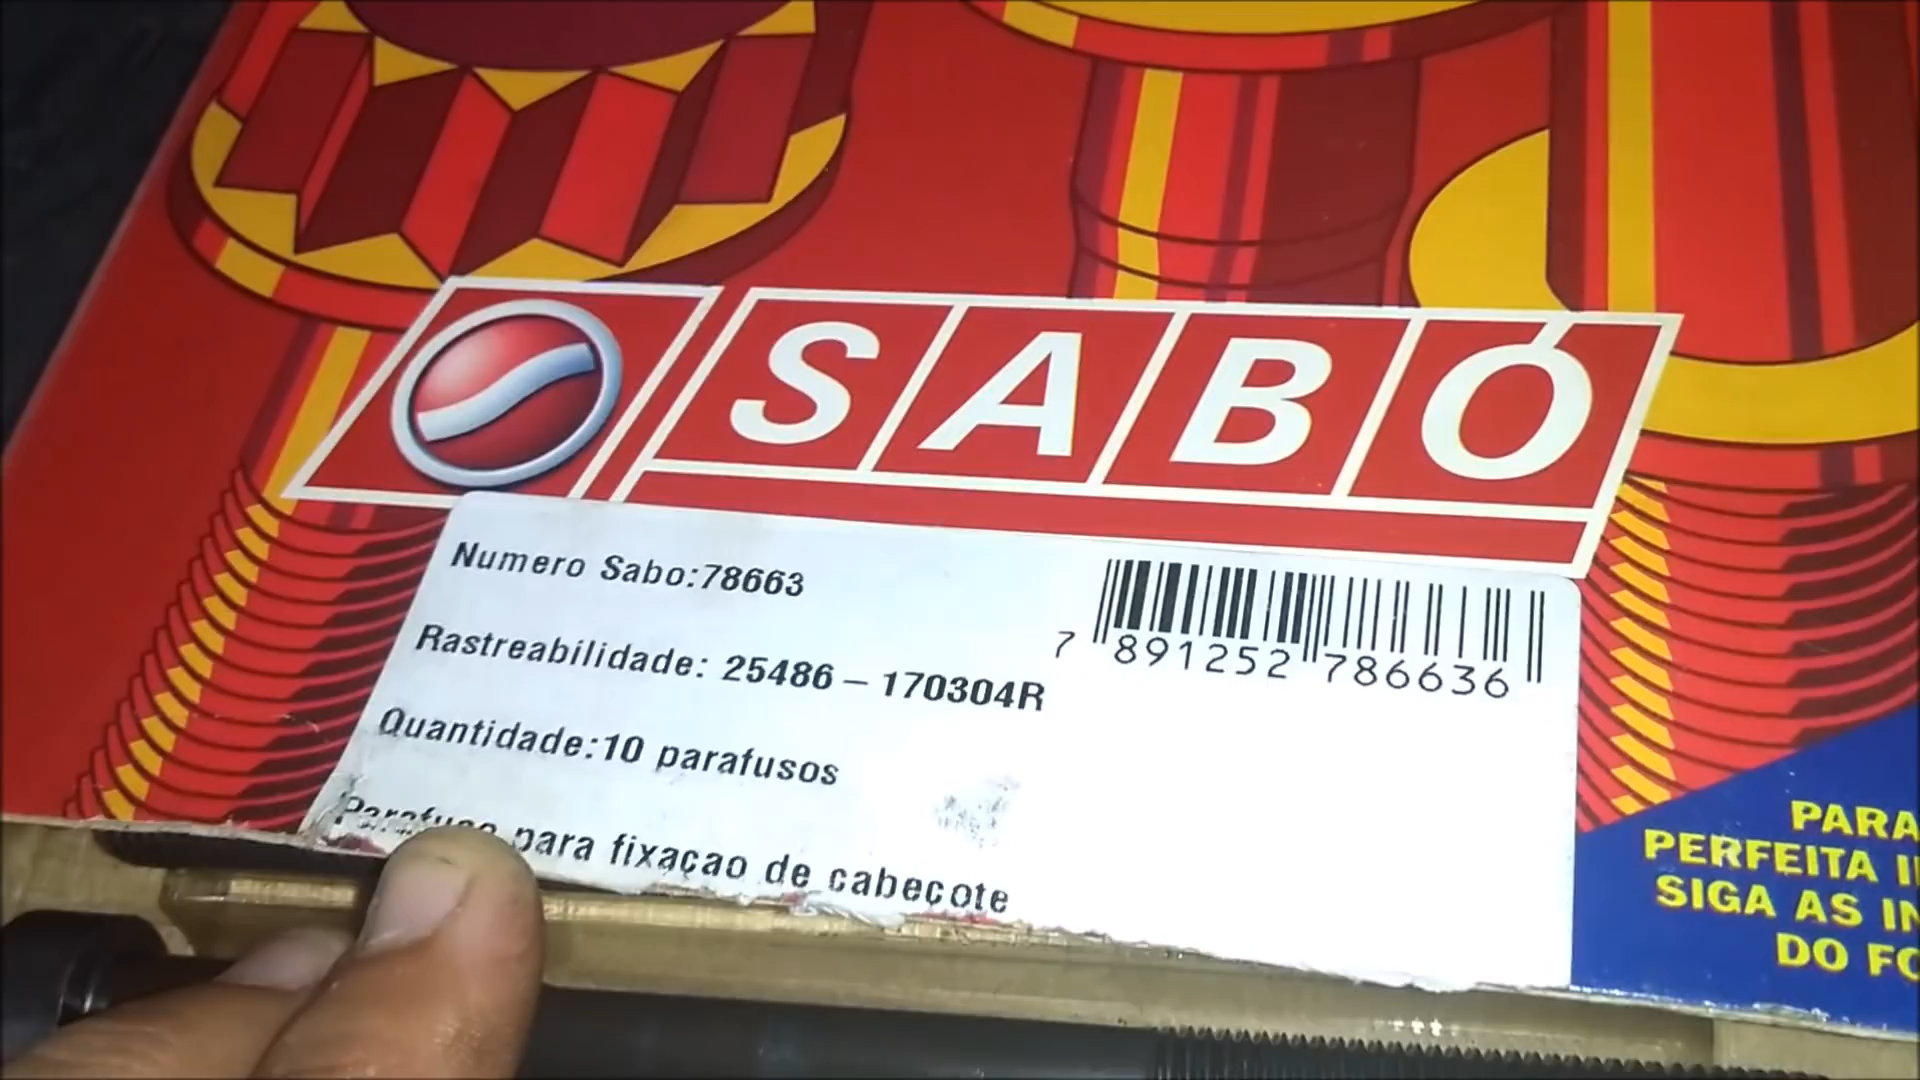 SABÓ
Numero Sabo:78663
Rastreabilidade: 25486 – 170304R
Quantidade:10 parafusos
Parafuso para fixaçao de cabeçote
7 891252 786636
PARA
PERFEITA
SIGA AS
DO